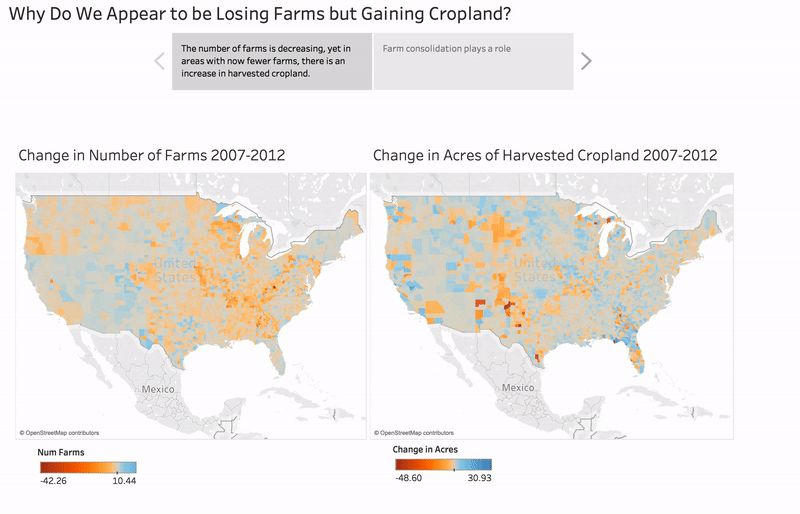 Why Do We Appear to be Losing Farms but Gaining Cropland?
The number of farms is decreasing, yet in
areas with now fewer farms, there is an
increase in harvested cropland.
Farm consolidation plays a role
Change in Number of Farms 2007-2012
Change in Acres of Harvested Cropland 2007-2012
United
States
Mexico
© OpenStreetMap contributors
United
States
Mexico
© OpenStreetMap contributors
Num Farms
-42.26 10.44
Change in Acres
-48.60 30.93